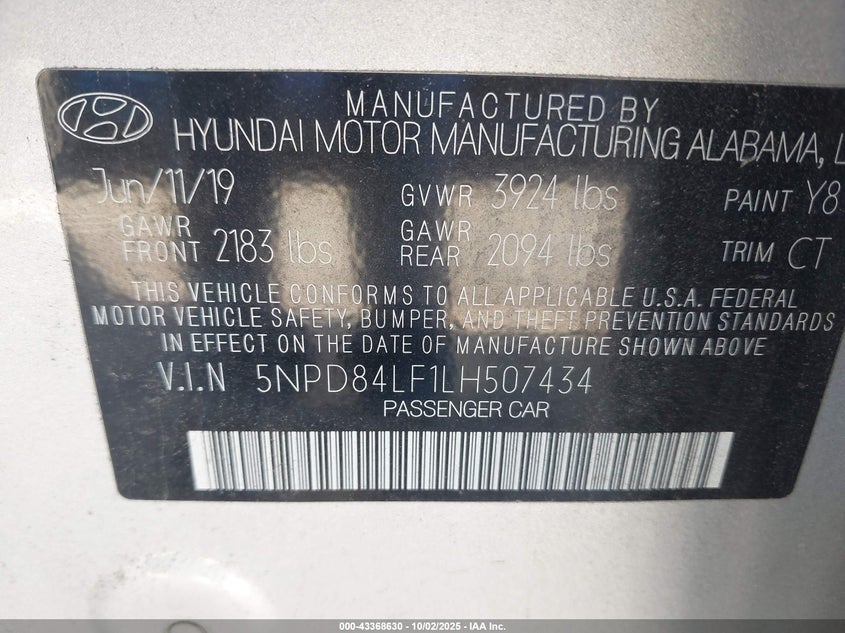 MANUFACTURED BY
HYUNDAI MOTOR MANUFACTURING ALABAMA, L
Jun/11/19 GVWR 3924 lbs PAINT Y8
GAWR FRONT 2183 lbs GAWR REAR 2094 lbs TRIM CT
THIS VEHICLE CONFORMS TO ALL APPLICABLE U.S.A. FEDERAL
MOTOR VEHICLE SAFETY, BUMPER, AND THEFT PREVENTION STANDARDS
IN EFFECT ON THE DATE OF MANUFACTURE SHOWN ABOVE
V.I.N 5NPD84LF1LH507434
PASSENGER CAR
000-43368630 - 10/02/2025 - IAA Inc.